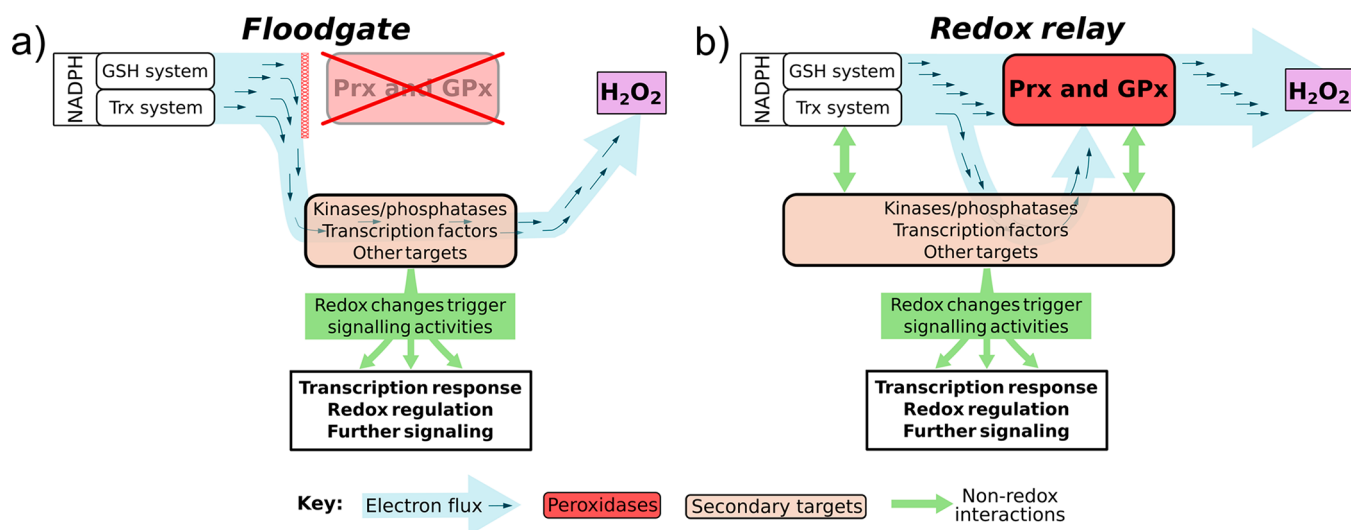 a)
Floodgate
NADPH
GSH system
Trx system
Prx and GPx
H₂O₂
Kinases/phosphatases
Transcription factors
Other targets
Redox changes trigger
signalling activities
Transcription response
Redox regulation
Further signaling
b)
Redox relay
NADPH
GSH system
Trx system
Prx and GPx
H₂O₂
Kinases/phosphatases
Transcription factors
Other targets
Redox changes trigger
signalling activities
Transcription response
Redox regulation
Further signaling
Key:
Electron flux
Peroxidases
Secondary targets
Non-redox
interactions